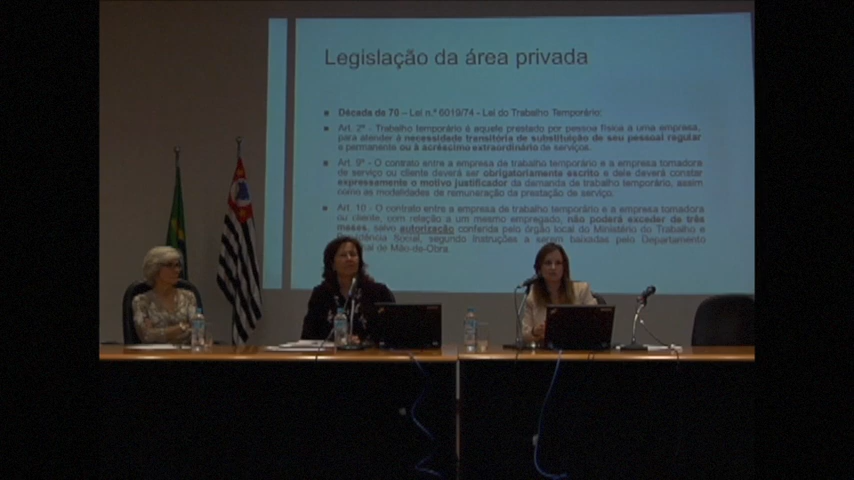 Legislação da área privada
Década de 70 – Lei n.º 6019/74 - Lei do Trabalho Temporário:
Art. 2º - Trabalho temporário é aquele prestado por pessoa física a uma empresa,
para atender à necessidade transitória de substituição de seu pessoal regular
e permanente ou à acréscimo extraordinário de serviços.
Art. 9º - O contrato entre a empresa de trabalho temporário e a empresa tomadora
de serviço ou cliente deverá ser obrigatoriamente escrito e dele deverá constar
expressamente o motivo justificador da demanda de trabalho temporário, assim
como as modalidades de remuneração da prestação de serviço.
Art. 10 - O contrato entre a empresa de trabalho temporário e a empresa tomadora
ou cliente, com relação a um mesmo empregado, não poderá exceder de três
meses, salvo autorização conferida pelo órgão local do Ministério do Trabalho e
Previdência Social, segundo instruções a serem baixadas pelo Departamento
de Mão-de-Obra.